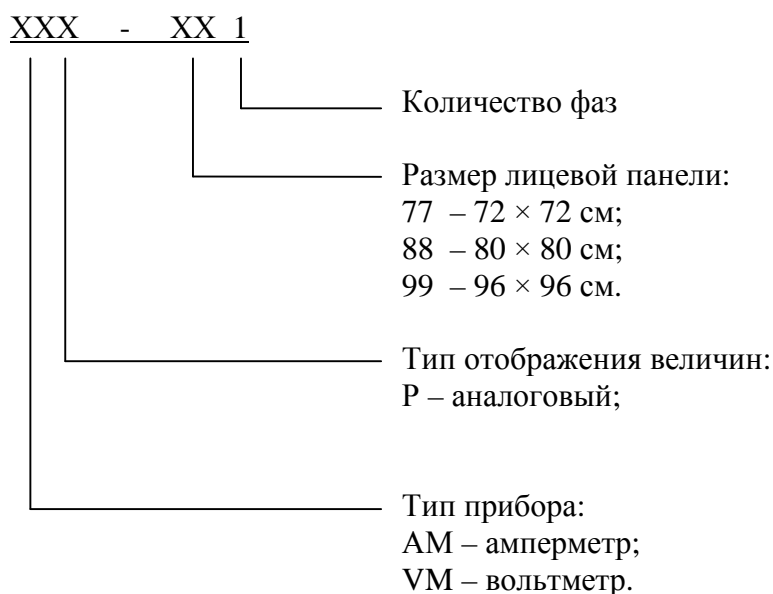 XXX - XX 1
Количество фаз
Размер лицевой панели:
77 – 72 × 72 см;
88 – 80 × 80 см;
99 – 96 × 96 см.
Тип отображения величин:
P – аналоговый;
Тип прибора:
AM – амперметр;
VM – вольтметр.